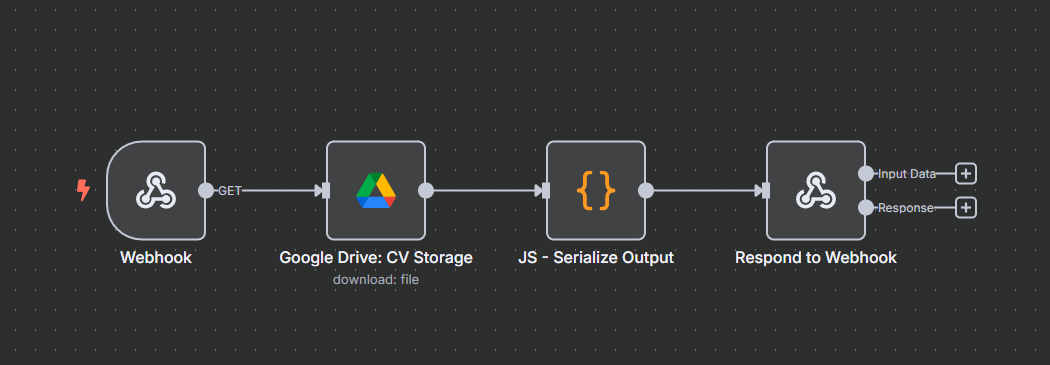 GET
Input Data
Response
Webhook
Google Drive: CV Storage
JS - Serialize Output
Respond to Webhook
download: file